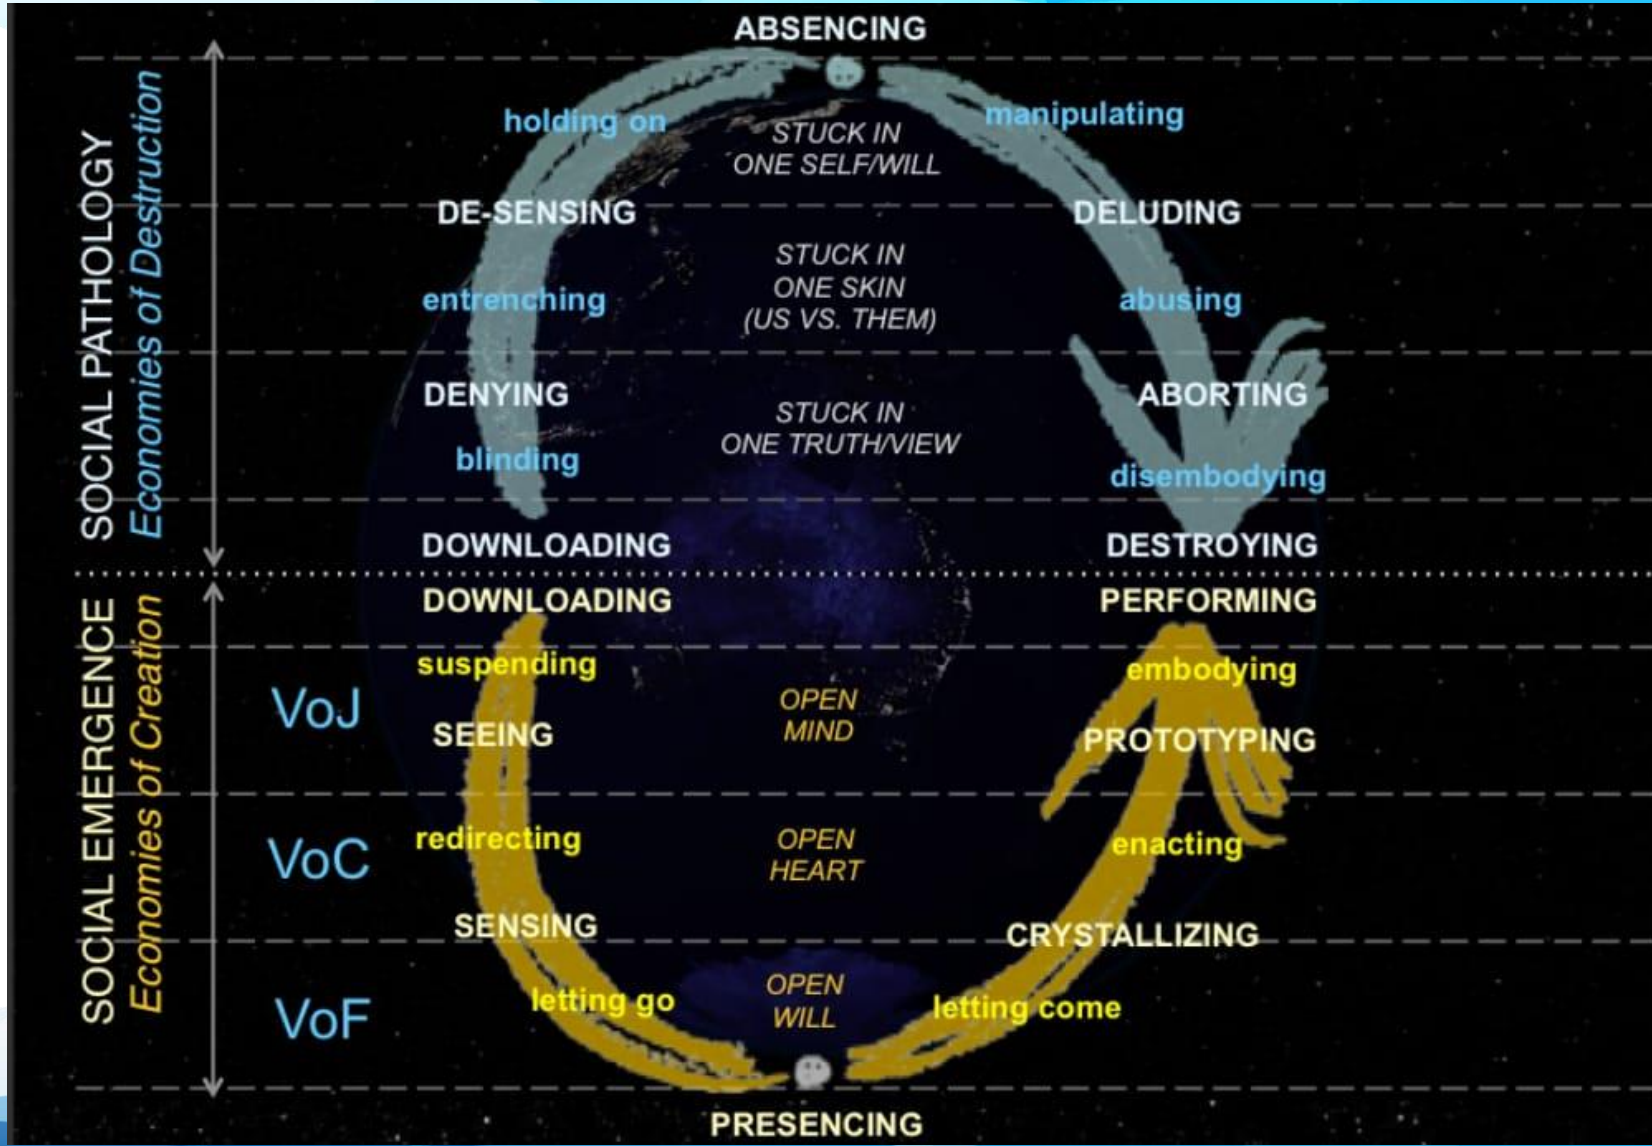 ABSENCING
holding on
manipulating
STUCK IN
ONE SELF/WILL
DE-SENSING
DELUDING
STUCK IN
ONE SKIN
(US VS. THEM)
entrenching
abusing
DENYING
ABORTING
STUCK IN
ONE TRUTH/VIEW
blinding
disembodying
DOWNLOADING
DESTROYING
SOCIAL PATHOLOGY
Economies of Destruction
DOWNLOADING
PERFORMING
suspending
embodying
VoJ
OPEN
MIND
SEEING
PROTOTYPING
redirecting
enacting
VoC
OPEN
HEART
SENSING
CRYSTALLIZING
letting go
letting come
VoF
OPEN
WILL
PRESENCING
SOCIAL EMERGENCE
Economies of Creation